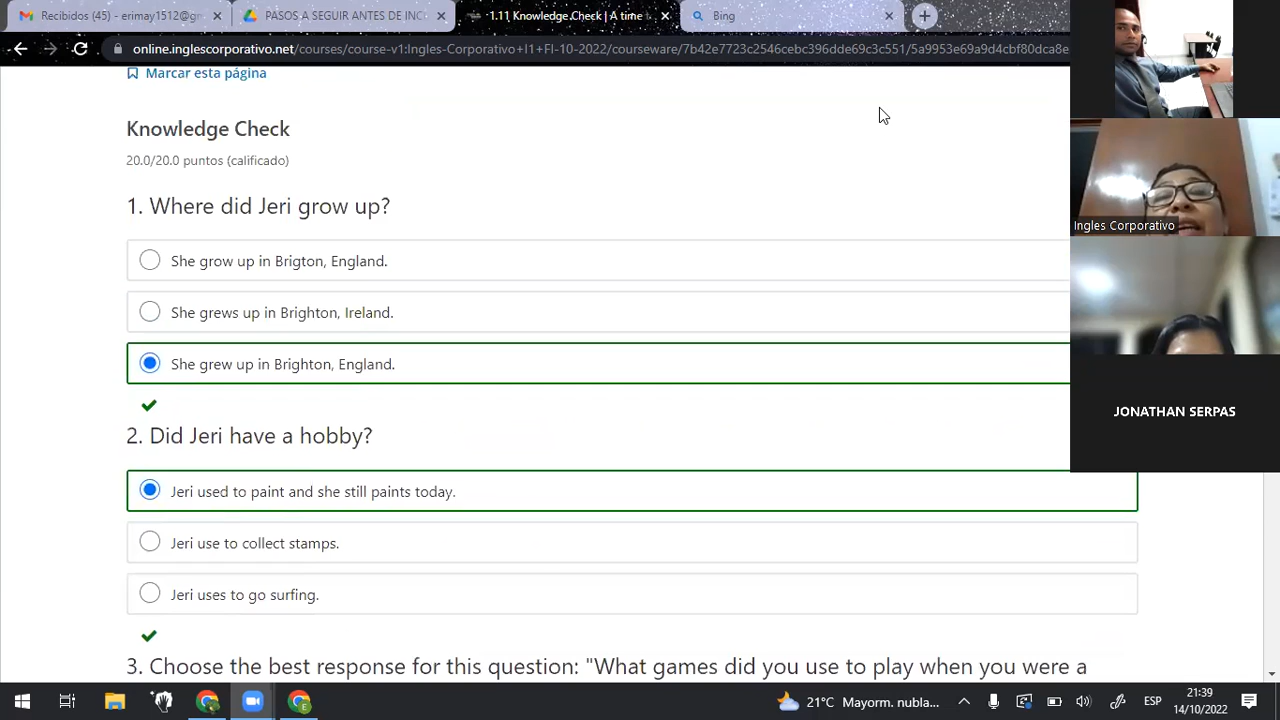 Recibidos (45) - erimay1512@g
PASOS A SEGUIR ANTES DE INC
1.11 Knowledge Check | A time
Bing
online.inglescorporativo.net/courses/course-v1:Ingles-Corporativo+I1+FI-10-2022/courseware/7b42e7723c2546cebc396dde69c3c551/5a9953e69a9d4cbf80dca8e
Marcar esta página
Knowledge Check
20.0/20.0 puntos (calificado)
1. Where did Jeri grow up?
She grow up in Brigton, England.
She grews up in Brighton, Ireland.
She grew up in Brighton, England.
2. Did Jeri have a hobby?
Jeri used to paint and she still paints today.
Jeri use to collect stamps.
Jeri uses to go surfing.
3. Choose the best response for this question: "What games did you use to play when you were a
Ingles Corporativo
JONATHAN SERPAS
21°C Mayorm. nubla...
ESP
21:39
14/10/2022